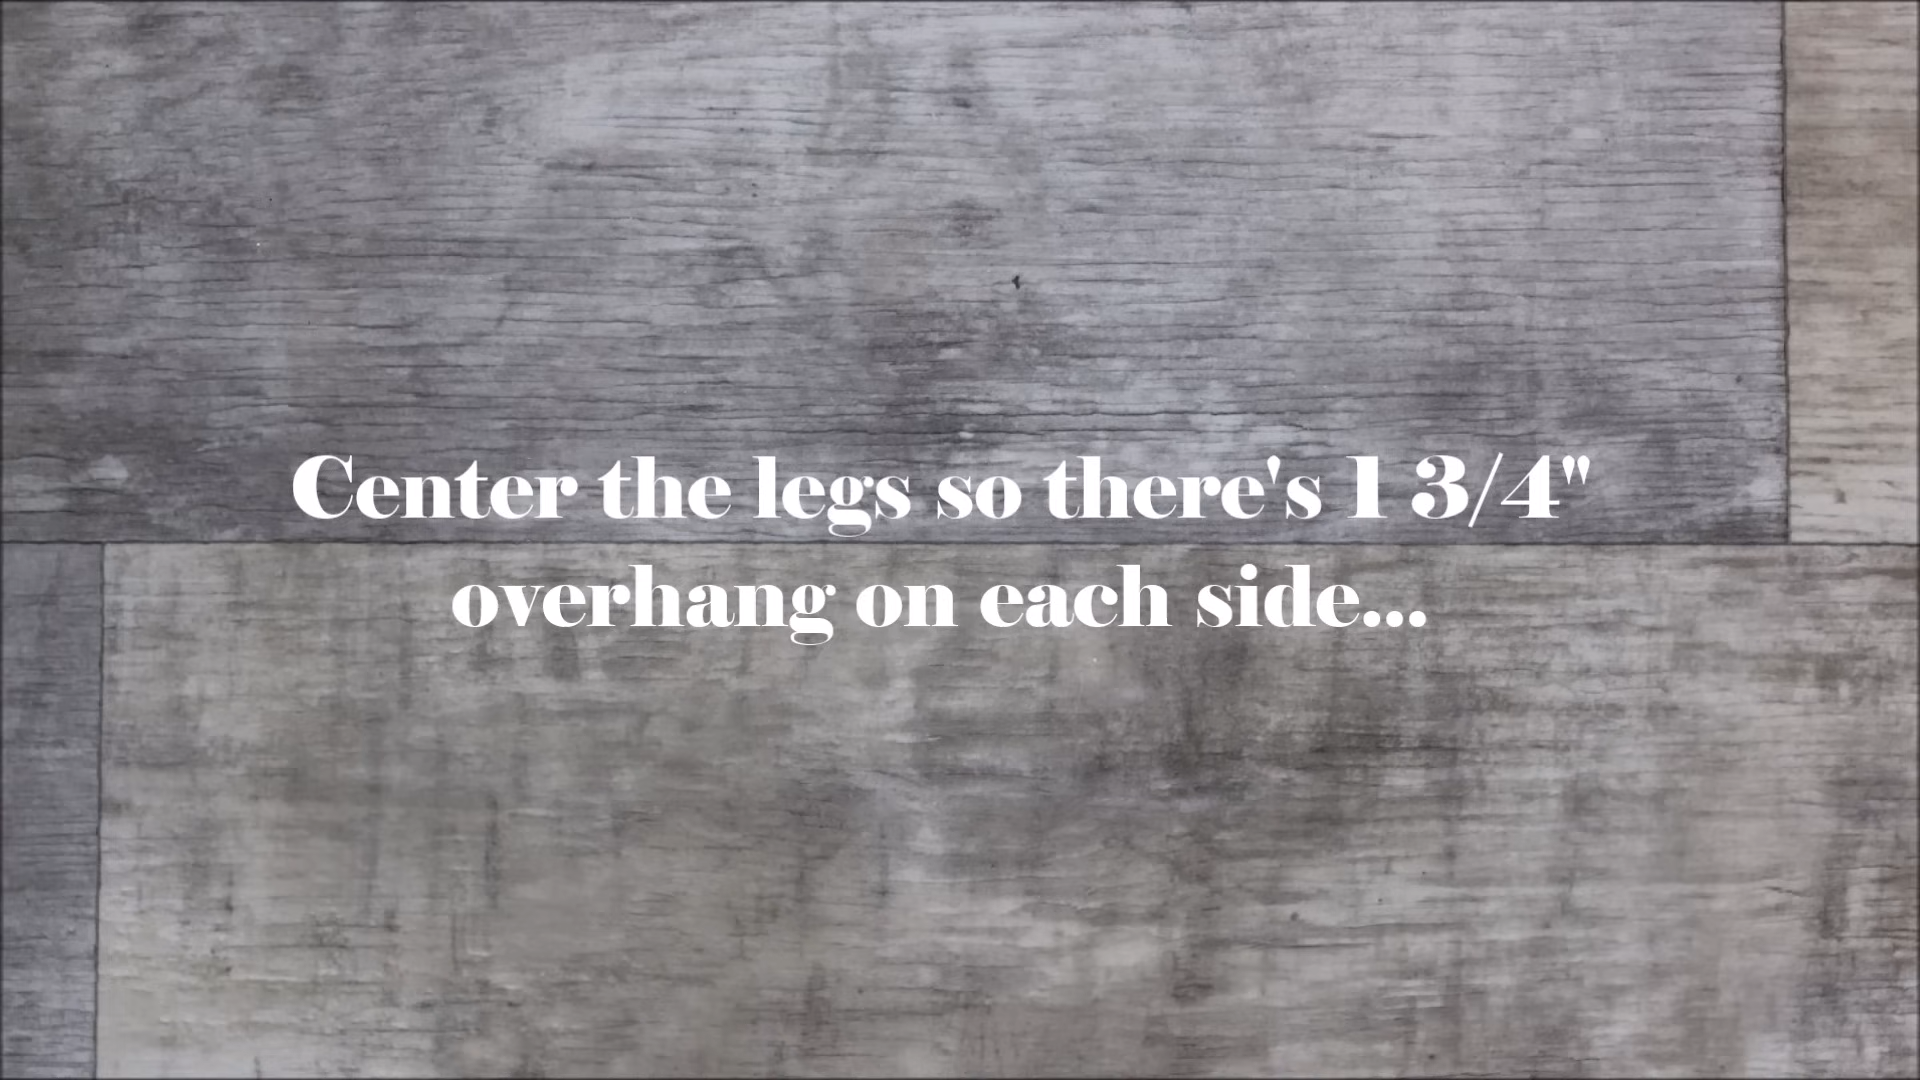 Center the legs so there's 1 3/4"
overhang on each side...